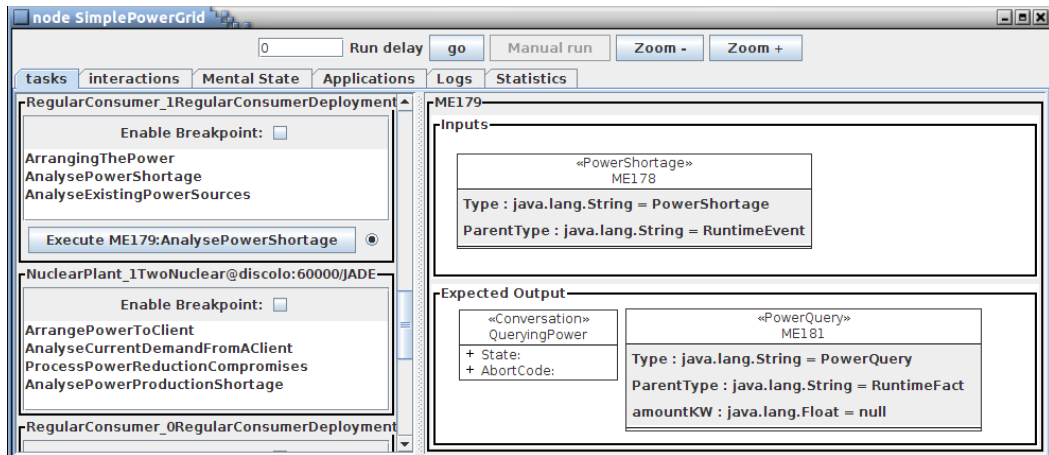 node SimplePowerGrid
0 Run delay go Manual run Zoom - Zoom +
tasks interactions Mental State Applications Logs Statistics
RegularConsumer_1RegularConsumerDeployment
Enable Breakpoint:
ArrangingThePower
AnalysePowerShortage
AnalyseExistingPowerSources
Execute ME179:AnalysePowerShortage
NuclearPlant_1TwoNuclear@discolo:60000/JADE
Enable Breakpoint:
ArrangePowerToClient
AnalyseCurrentDemandFromAClient
ProcessPowerReductionCompromises
AnalysePowerProductionShortage
RegularConsumer_0RegularConsumerDeployment
ME179
Inputs
«PowerShortage»
ME178
Type : java.lang.String = PowerShortage
ParentType : java.lang.String = RuntimeEvent
Expected Output
«Conversation»
QueryingPower
+ State:
+ AbortCode:
«PowerQuery»
ME181
Type : java.lang.String = PowerQuery
ParentType : java.lang.String = RuntimeFact
amountKW : java.lang.Float = null